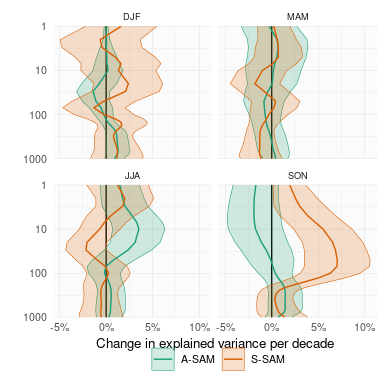 DJF MAM
1
10
100
1000
JJA SON
1
10
100
1000
-5% 0% 5% 10% -5% 0% 5% 10%
Change in explained variance per decade
A-SAM S-SAM